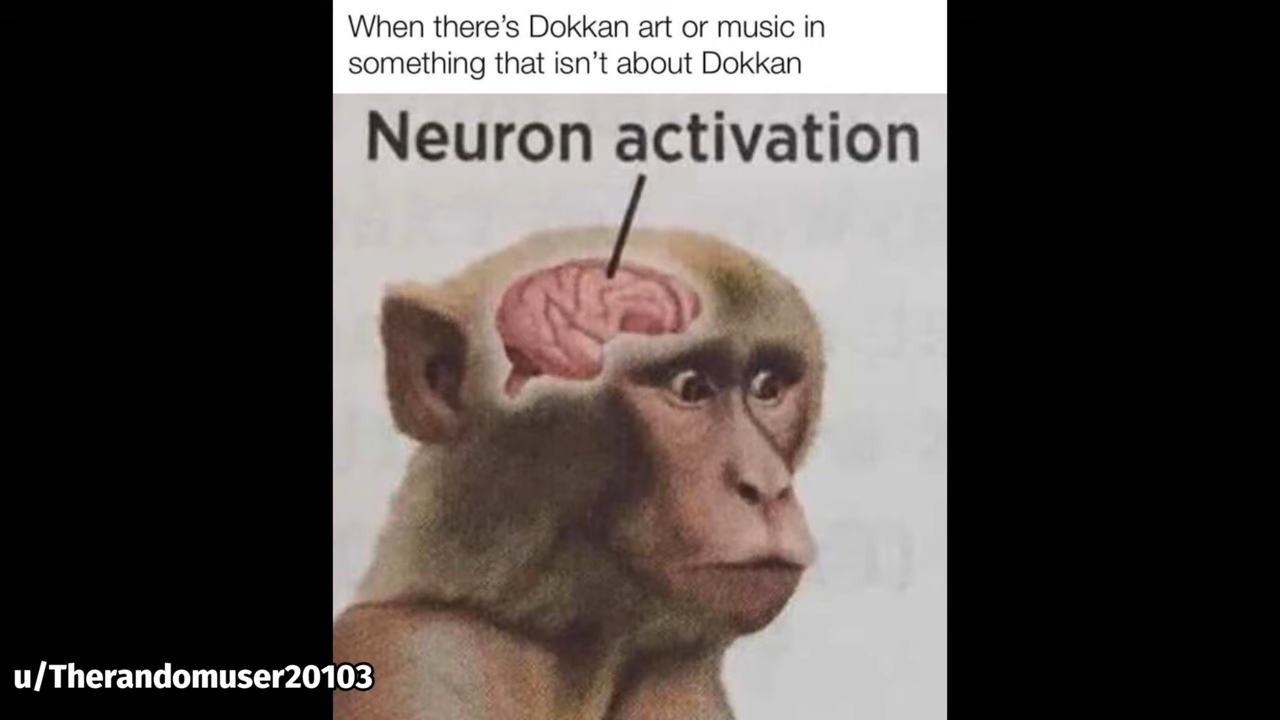 When there's Dokkan art or music in
something that isn't about Dokkan
Neuron activation
u/Therandomuser20103